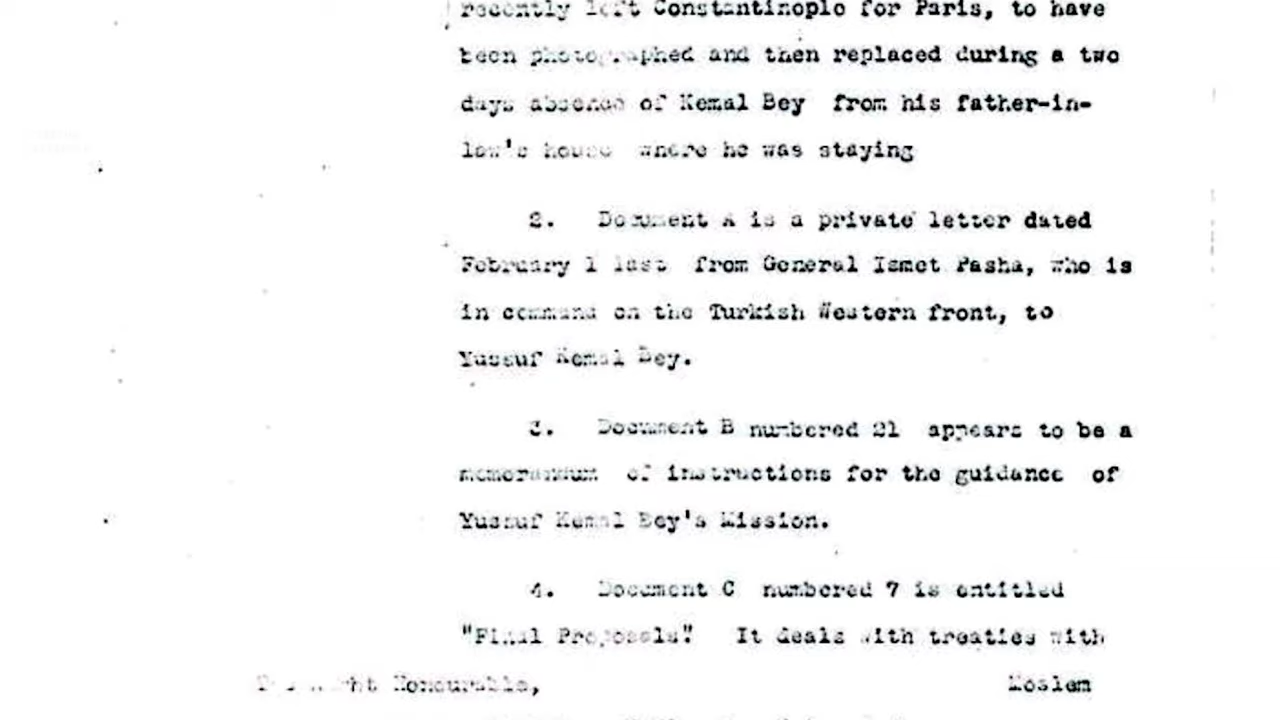 recently left Constantinople for Paris, to have
been photographed and then replaced during a two
days absence of Kemal Bey from his father-in-
law's house where he was staying
2. Document A is a private letter dated
February 1 last from General Ismet Pasha, who is
in command on the Turkish Western front, to
Yussuf Kemal Bey.
3. Document B numbered 21 appears to be a
memorandum of instructions for the guidance of
Yussuf Kemal Bey's Mission.
4. Document C numbered 7 is entitled
"Final Proposals". It deals with treaties with
The Right Honourable,
Moslem